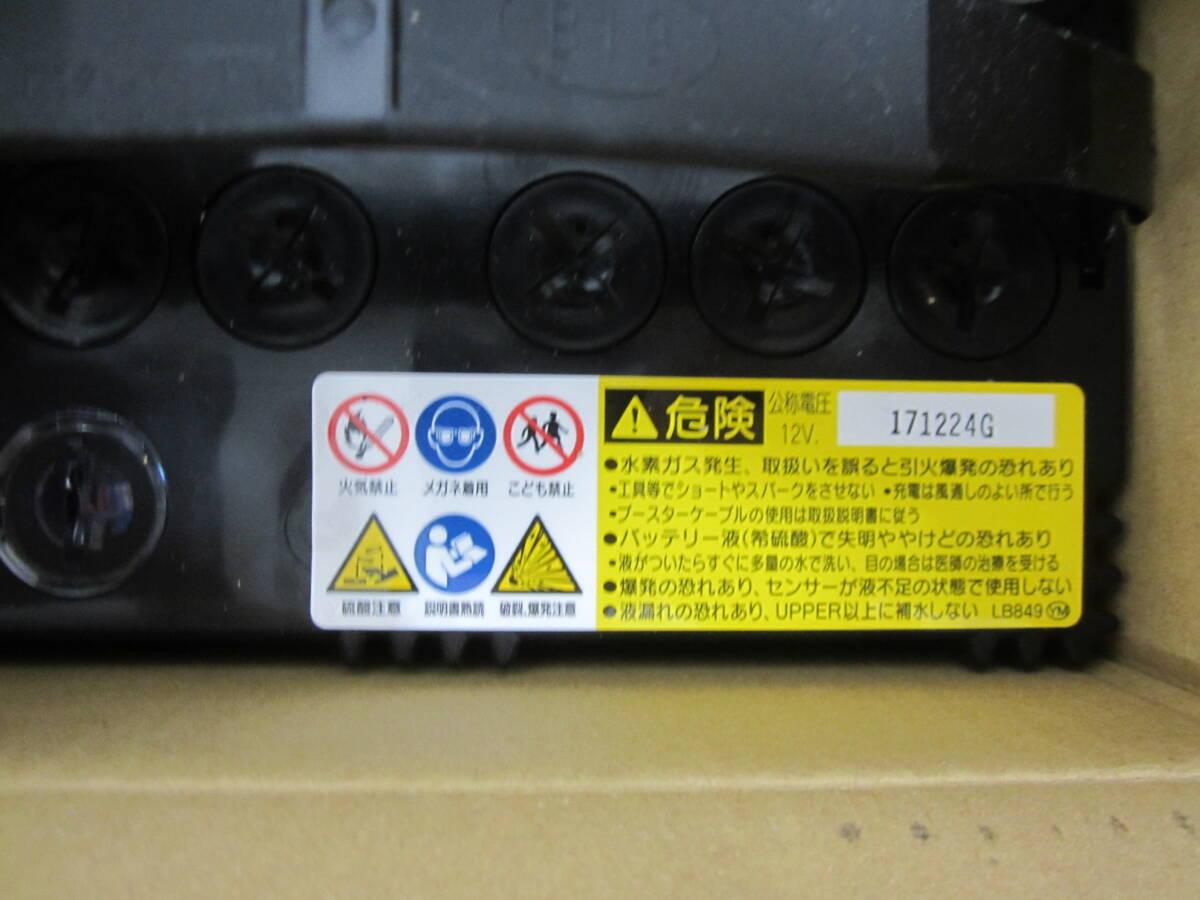 火気禁止
メガネ着用
こども禁止
硫酸注意
説明書熟読
破裂、爆発注意
危険
公称電圧
12V.
171224G
●水素ガス発生、取扱いを誤ると引火爆発の恐れあり
・工具等でショートやスパークをさせない ・充電は風通しのよい所で行う
・ブースターケーブルの使用は取扱説明書に従う
●バッテリー液(希硫酸)で失明ややけどの恐れあり
・液がついたらすぐに多量の水で洗い、目の場合は医師の治療を受ける
●爆発の恐れあり、センサーが液不足の状態で使用しない
●液漏れの恐れあり、UPPER以上に補水しない LB849 YM